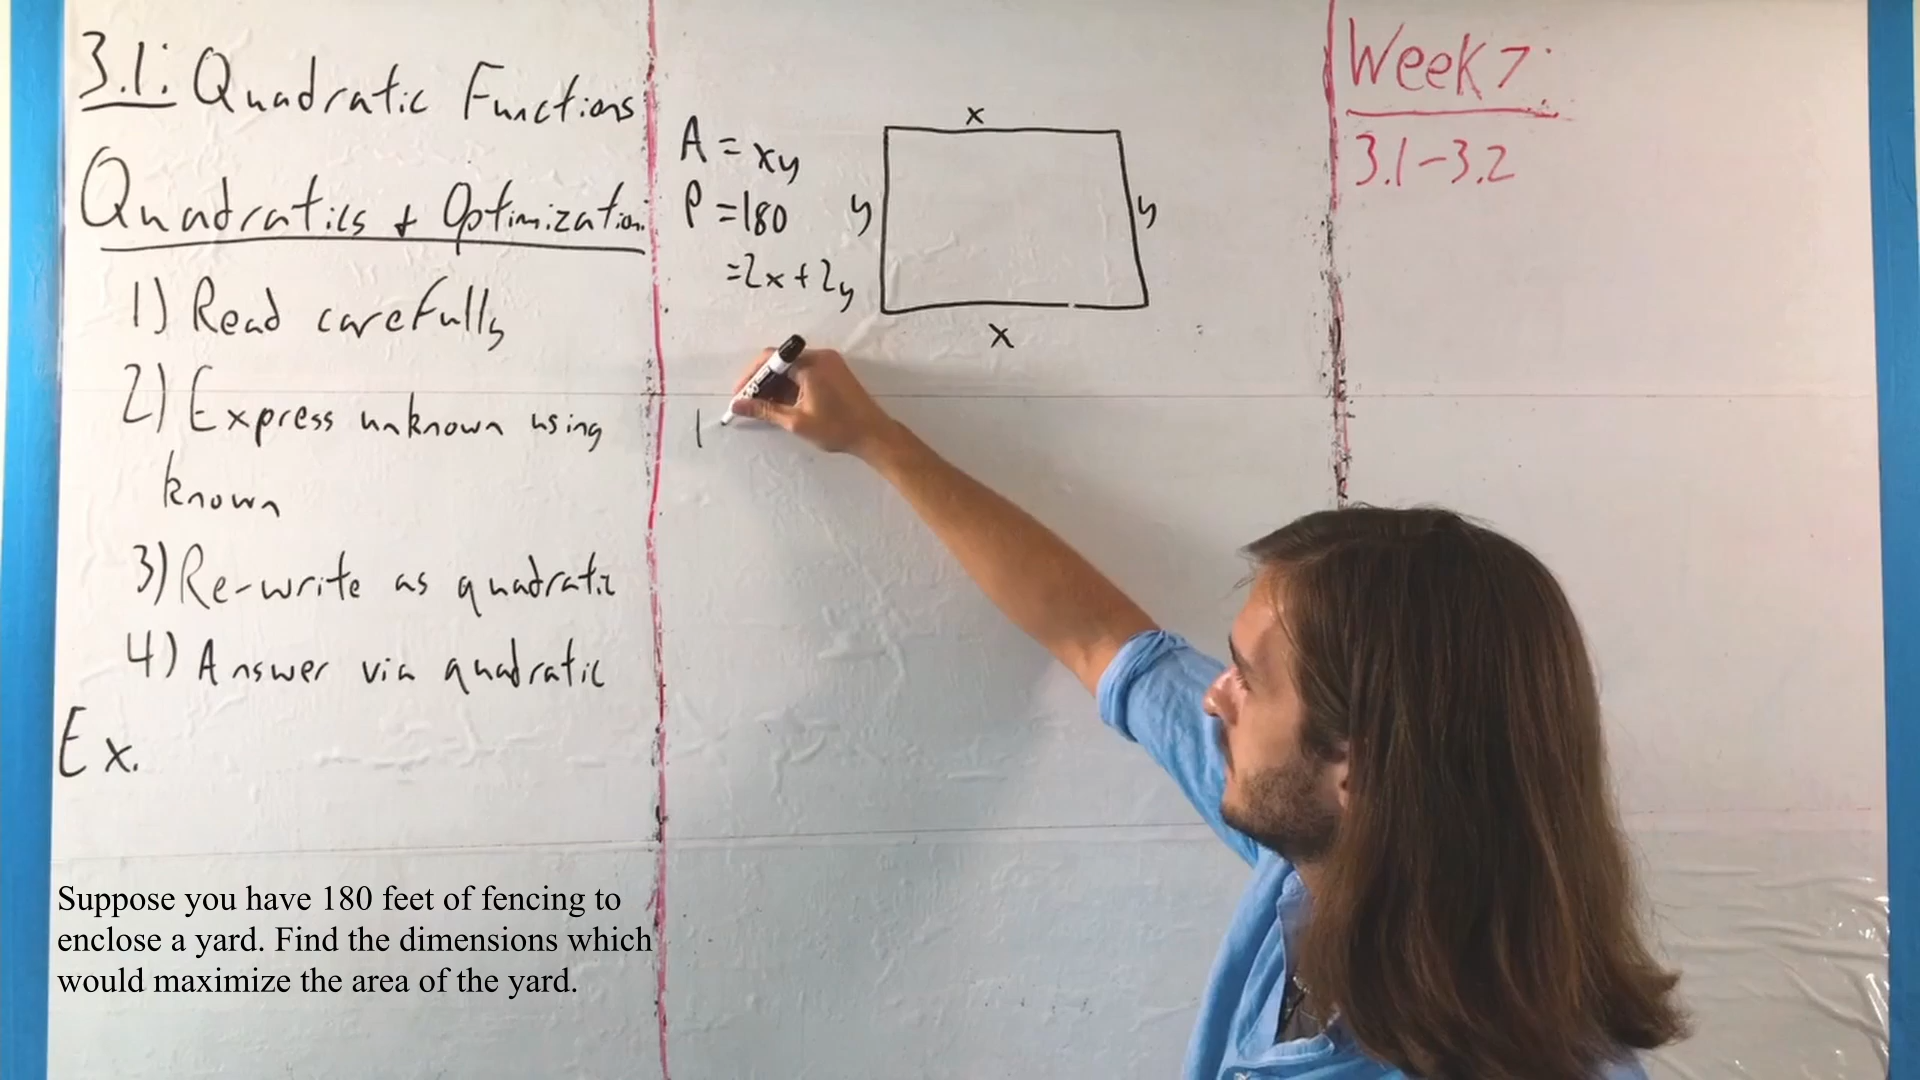 3.1: Quadratic Functions
Quadratics + Optimization:
1) Read carefully
2) Express unknown using
known
3) Re-write as quadratic
4) Answer via quadratic
Ex.
Suppose you have 180 feet of fencing to
enclose a yard. Find the dimensions which
would maximize the area of the yard.
A = xy
P = 180
= 2x + 2y
x
y
y
x
1
Week 7:
3.1-3.2